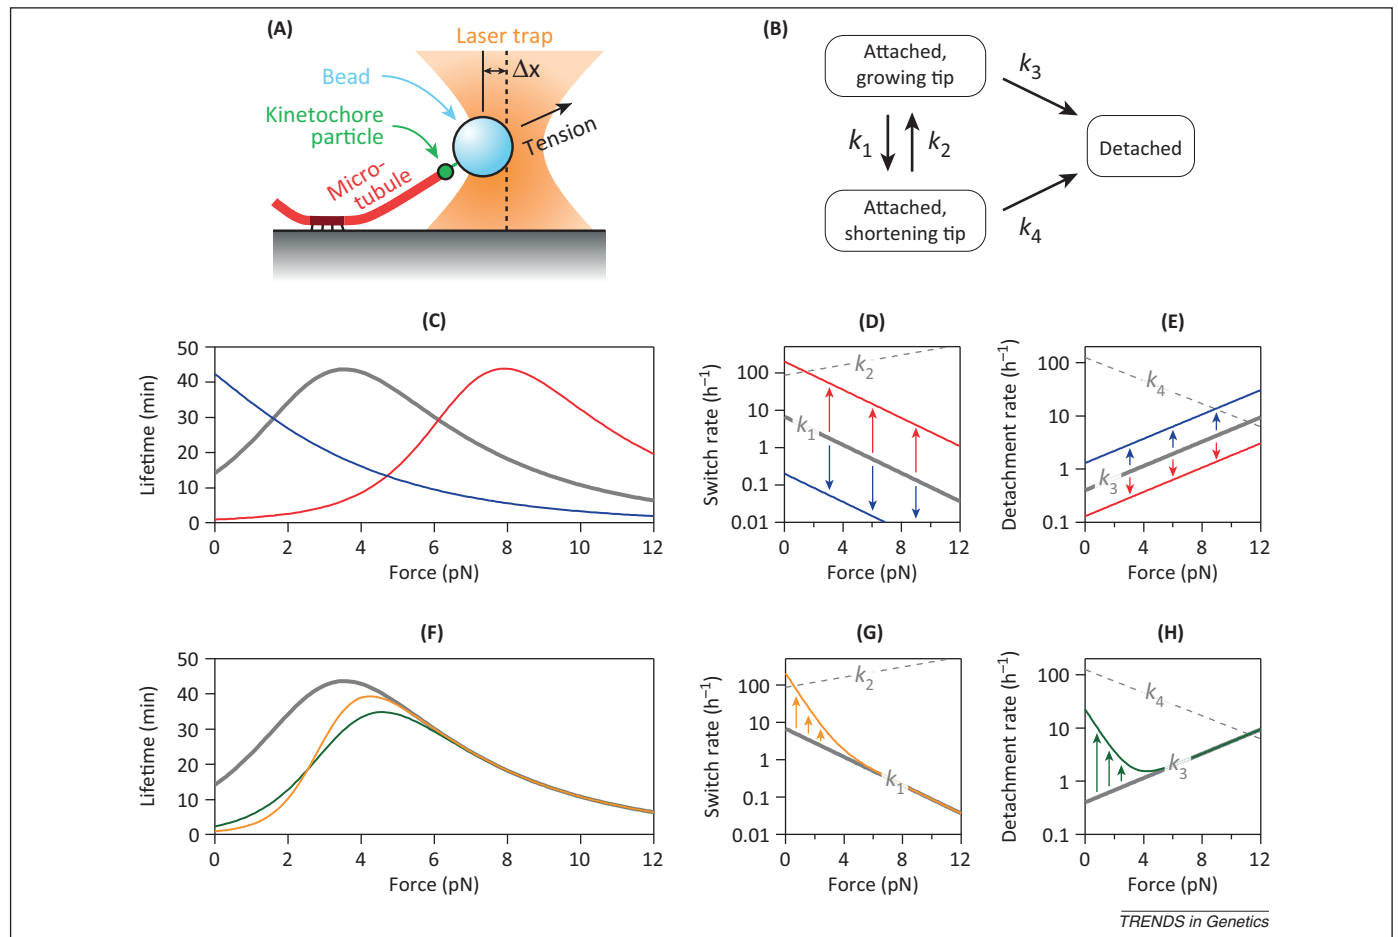 (A)
Laser trap
Δx
Bead
Kinetochore
particle
Tension
Micro-
tubule
(B)
Attached,
growing tip
k3
k1
k2
Detached
Attached,
shortening tip
k4
(C)
50
40
30
20
10
0
Lifetime (min)
0 2 4 6 8 10 12
Force (pN)
(D)
100
10
1
0.1
0.01
Switch rate (h−1)
k2
k1
0 4 8 12
Force (pN)
(E)
100
10
1
0.1
Detachment rate (h−1)
k4
k3
0 4 8 12
Force (pN)
(F)
50
40
30
20
10
0
Lifetime (min)
0 2 4 6 8 10 12
Force (pN)
(G)
100
10
1
0.1
0.01
Switch rate (h−1)
k2
k1
0 4 8 12
Force (pN)
(H)
100
10
1
0.1
Detachment rate (h−1)
k4
k3
0 4 8 12
Force (pN)
TRENDS in Genetics